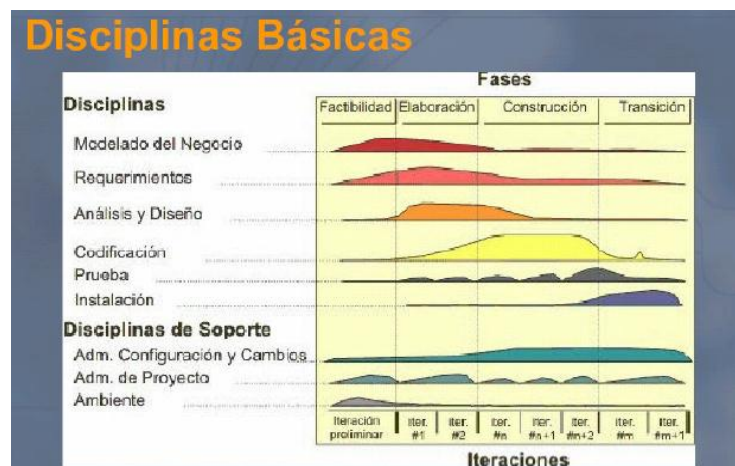 Disciplinas Básicas
Fases
Disciplinas
Factibilidad Elaboración Construcción Transición
Modelado del Negocio
Requerimientos
Análisis y Diseño
Codificación
Prueba
Instalación
Disciplinas de Soporte
Adm. Configuración y Cambios
Adm. de Proyecto
Ambiente
Iteración preliminar
Iter. #1
Iter. #2
Iter. #n
Iter. #n+1
Iter. #n+2
Iter. #m
Iter. #m+1
Iteraciones